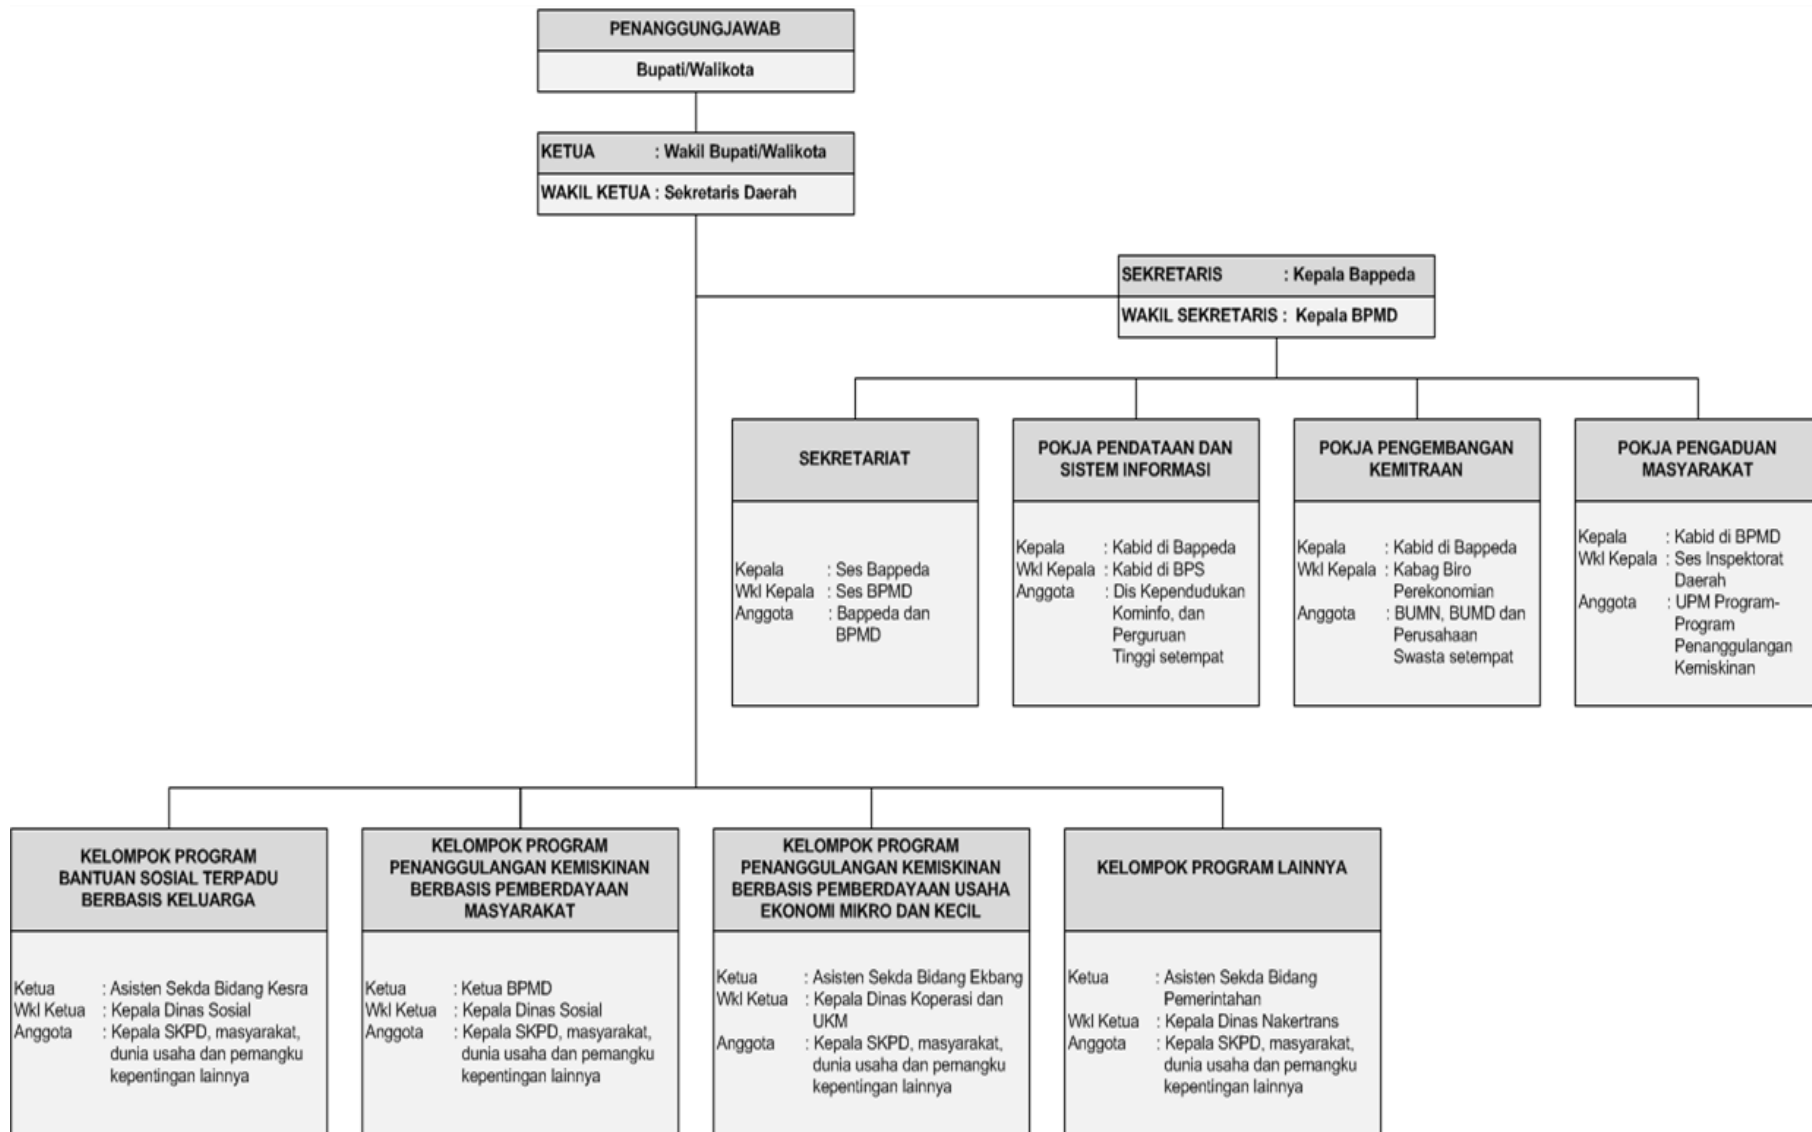 PENANGGUNGJAWAB
Bupati/Walikota
KETUA : Wakil Bupati/Walikota
WAKIL KETUA : Sekretaris Daerah
SEKRETARIS : Kepala Bappeda
WAKIL SEKRETARIS : Kepala BPMD
SEKRETARIAT
Kepala : Ses Bappeda
Wkl Kepala : Ses BPMD
Anggota : Bappeda dan
BPMD
POKJA PENDATAAN DAN
SISTEM INFORMASI
Kepala : Kabid di Bappeda
Wkl Kepala : Kabid di BPS
Anggota : Dis Kependudukan
Kominfo, dan
Perguruan
Tinggi setempat
POKJA PENGEMBANGAN
KEMITRAAN
Kepala : Kabid di Bappeda
Wkl Kepala : Kabag Biro
Perekonomian
Anggota : BUMN, BUMD dan
Perusahaan
Swasta setempat
POKJA PENGADUAN
MASYARAKAT
Kepala : Kabid di BPMD
Wkl Kepala : Ses Inspektorat
Daerah
Anggota : UPM Program-
Program
Penanggulangan
Kemiskinan
KELOMPOK PROGRAM
BANTUAN SOSIAL TERPADU
BERBASIS KELUARGA
Ketua : Asisten Sekda Bidang Kesra
Wkl Ketua : Kepala Dinas Sosial
Anggota : Kepala SKPD, masyarakat,
dunia usaha dan pemangku
kepentingan lainnya
KELOMPOK PROGRAM
PENANGGULANGAN KEMISKINAN
BERBASIS PEMBERDAYAAN
MASYARAKAT
Ketua : Ketua BPMD
Wkl Ketua : Kepala Dinas Sosial
Anggota : Kepala SKPD, masyarakat,
dunia usaha dan pemangku
kepentingan lainnya
KELOMPOK PROGRAM
PENANGGULANGAN KEMISKINAN
BERBASIS PEMBERDAYAAN USAHA
EKONOMI MIKRO DAN KECIL
Ketua : Asisten Sekda Bidang Ekbang
Wkl Ketua : Kepala Dinas Koperasi dan
UKM
Anggota : Kepala SKPD, masyarakat,
dunia usaha dan pemangku
kepentingan lainnya
KELOMPOK PROGRAM LAINNYA
Ketua : Asisten Sekda Bidang
Pemerintahan
Wkl Ketua : Kepala Dinas Nakertrans
Anggota : Kepala SKPD, masyarakat,
dunia usaha dan pemangku
kepentingan lainnya